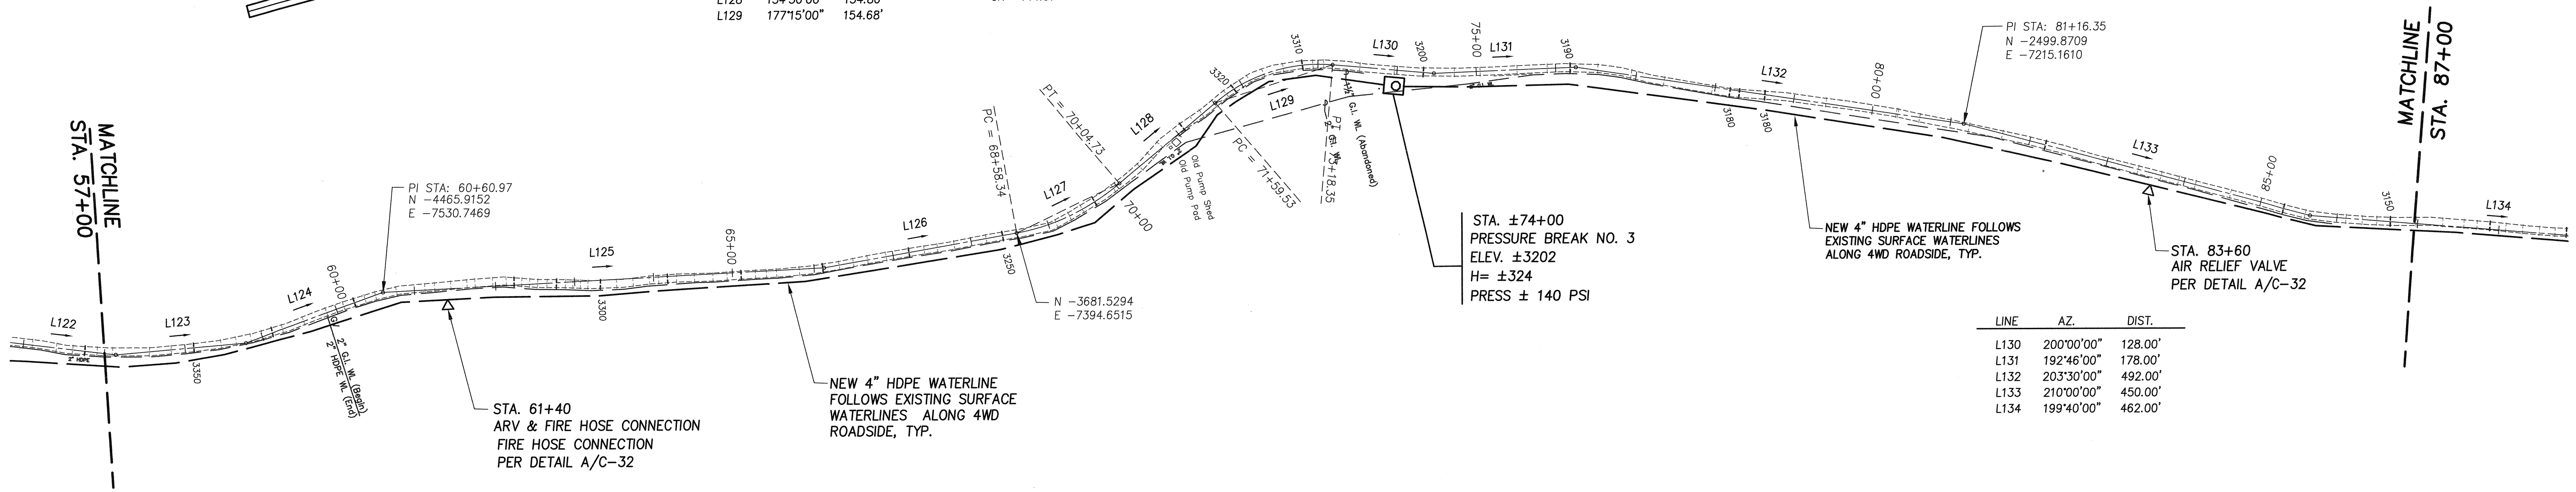 L129 177°15'00" 154.68'
MATCHLINE
STA. 57+00
L122
2" HDPE
L123
3350
L124
60+00
GV
2" G.I. WL (Begin)
2" HDPE WL (End)
PI STA: 60+60.97
N -4465.9152
E -7530.7469
STA. 61+40
ARV & FIRE HOSE CONNECTION
FIRE HOSE CONNECTION
PER DETAIL A/C-32
L125
3300
65+00
NEW 4" HDPE WATERLINE
FOLLOWS EXISTING SURFACE
WATERLINES ALONG 4WD
ROADSIDE, TYP.
L126
3250
PC = 68+58.34
N -3681.5294
E -7394.6515
L127
PT = 70+04.73
70+00
L128
Old Pump Shed
Old Pump Pad
3320
PC = 71+59.53
L129
3310
PT = 73+18.35
2" G.I. WL
1½" G.I. WL (Abandoned)
L130
3200
STA. ±74+00
PRESSURE BREAK NO. 3
ELEV. ±3202
H= ±324
PRESS ± 140 PSI
75+00
L131
3190
3180
L132
3180
NEW 4" HDPE WATERLINE FOLLOWS
EXISTING SURFACE WATERLINES
ALONG 4WD ROADSIDE, TYP.
80+00
PI STA: 81+16.35
N -2499.8709
E -7215.1610
L133
STA. 83+60
AIR RELIEF VALVE
PER DETAIL A/C-32
85+00
3150
MATCHLINE
STA. 87+00
L134
LINE AZ. DIST.
L130 200°00'00" 128.00'
L131 192°46'00" 178.00'
L132 203°30'00" 492.00'
L133 210°00'00" 450.00'
L134 199°40'00" 462.00'